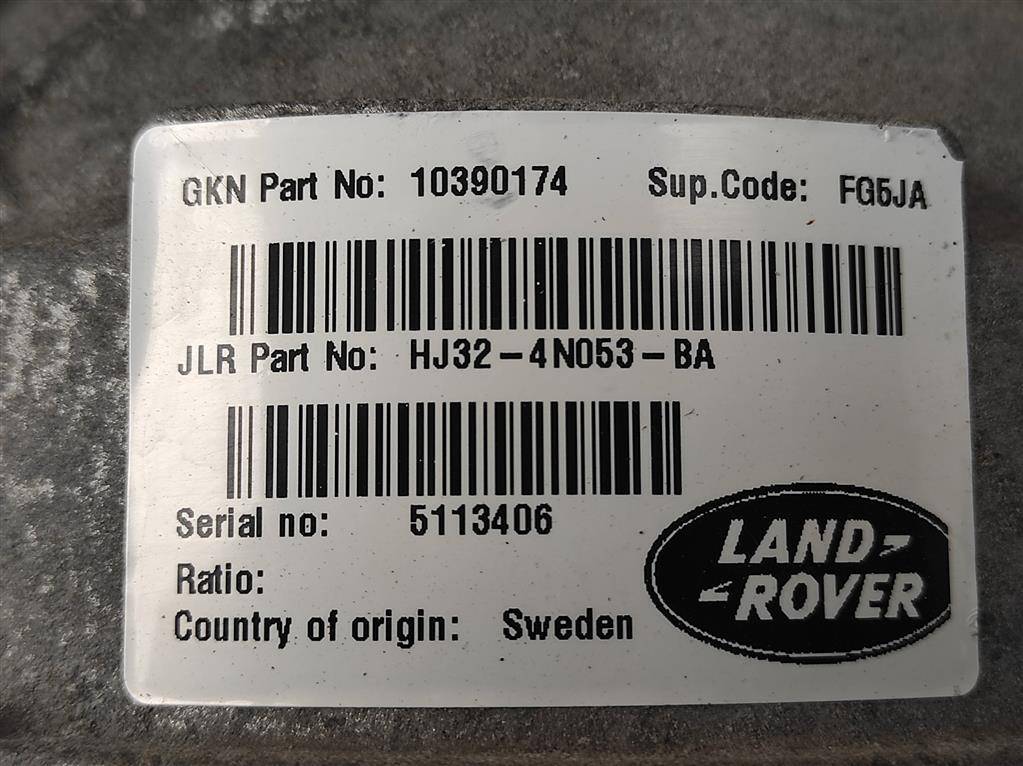 GKN Part No: 10390174 Sup.Code: FG5JA
JLR Part No: HJ32-4N053-BA
Serial no: 5113406
Ratio:
Country of origin: Sweden
LAND
ROVER